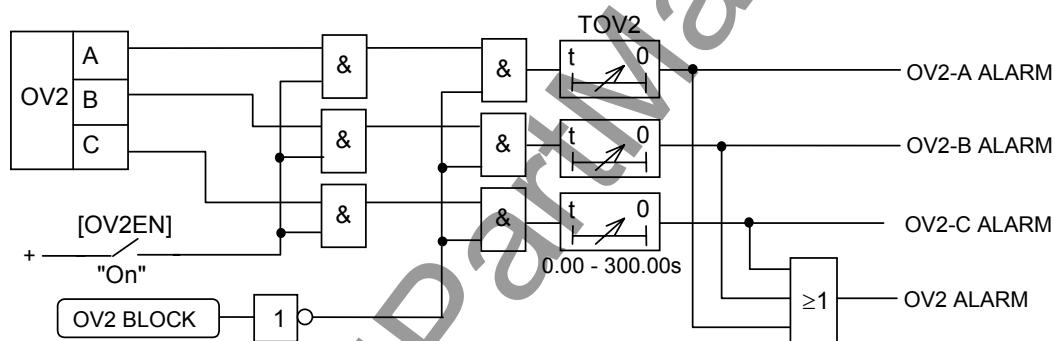 TOV2
OV2
A
B
C
&
&
t 0
OV2-A ALARM
&
&
t 0
OV2-B ALARM
&
&
t 0
OV2-C ALARM
[OV2EN]
+
"On"
0.00 - 300.00s
OV2 BLOCK
1
≥1
OV2 ALARM